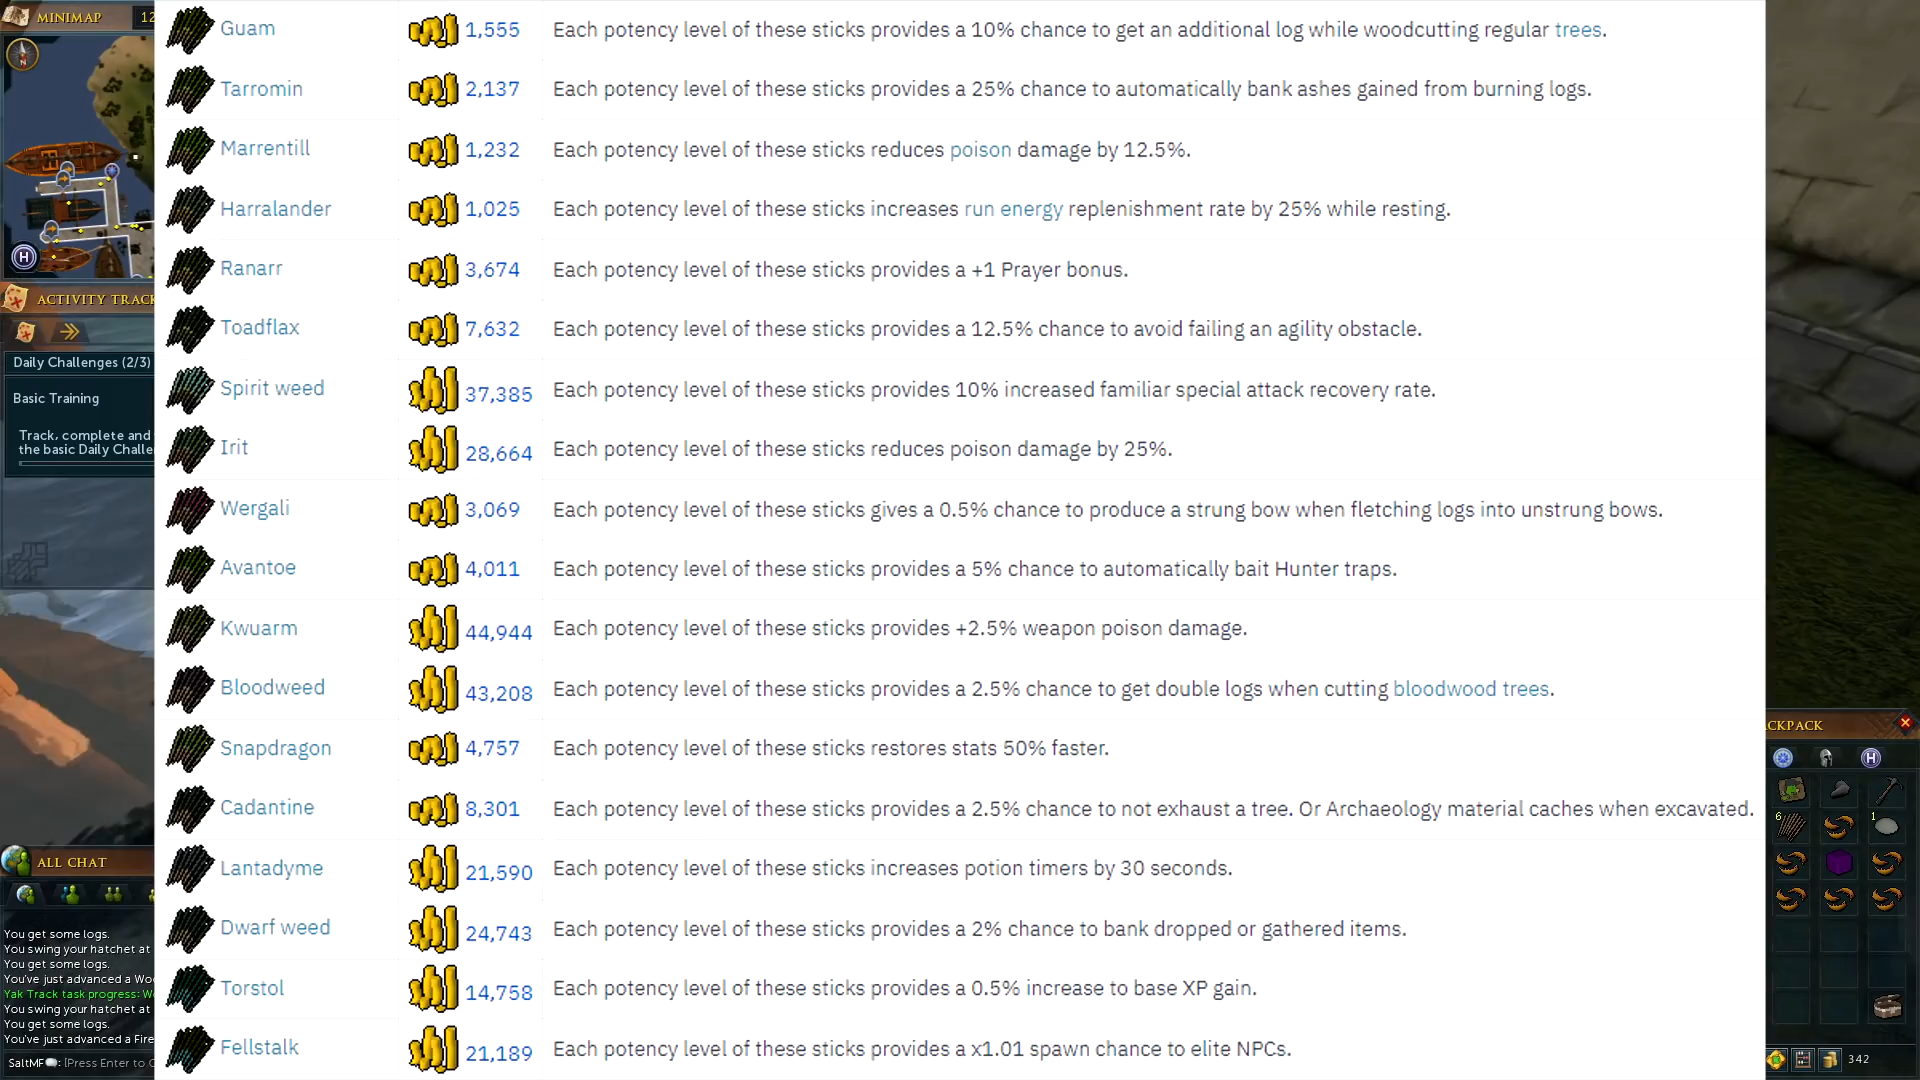 MINIMAP
12
N
H
ACTIVITY TRACK
Daily Challenges (2/3)
Basic Training
Track, complete and
the basic Daily Challe
ALL CHAT
You get some logs.
You swing your hatchet at
You get some logs.
You've just advanced a Woo
Yak Track task progress: W
You swing your hatchet at
You get some logs.
You've just advanced a Fire
SaltMF: [Press Enter to C
Guam 1,555 Each potency level of these sticks provides a 10% chance to get an additional log while woodcutting regular trees.
Tarromin 2,137 Each potency level of these sticks provides a 25% chance to automatically bank ashes gained from burning logs.
Marrentill 1,232 Each potency level of these sticks reduces poison damage by 12.5%.
Harralander 1,025 Each potency level of these sticks increases run energy replenishment rate by 25% while resting.
Ranarr 3,674 Each potency level of these sticks provides a +1 Prayer bonus.
Toadflax 7,632 Each potency level of these sticks provides a 12.5% chance to avoid failing an agility obstacle.
Spirit weed 37,385 Each potency level of these sticks provides 10% increased familiar special attack recovery rate.
Irit 28,664 Each potency level of these sticks reduces poison damage by 25%.
Wergali 3,069 Each potency level of these sticks gives a 0.5% chance to produce a strung bow when fletching logs into unstrung bows.
Avantoe 4,011 Each potency level of these sticks provides a 5% chance to automatically bait Hunter traps.
Kwuarm 44,944 Each potency level of these sticks provides +2.5% weapon poison damage.
Bloodweed 43,208 Each potency level of these sticks provides a 2.5% chance to get double logs when cutting bloodwood trees.
Snapdragon 4,757 Each potency level of these sticks restores stats 50% faster.
Cadantine 8,301 Each potency level of these sticks provides a 2.5% chance to not exhaust a tree. Or Archaeology material caches when excavated.
Lantadyme 21,590 Each potency level of these sticks increases potion timers by 30 seconds.
Dwarf weed 24,743 Each potency level of these sticks provides a 2% chance to bank dropped or gathered items.
Torstol 14,758 Each potency level of these sticks provides a 0.5% increase to base XP gain.
Fellstalk 21,189 Each potency level of these sticks provides a x1.01 spawn chance to elite NPCs.
CKPACK
H
6
1
342